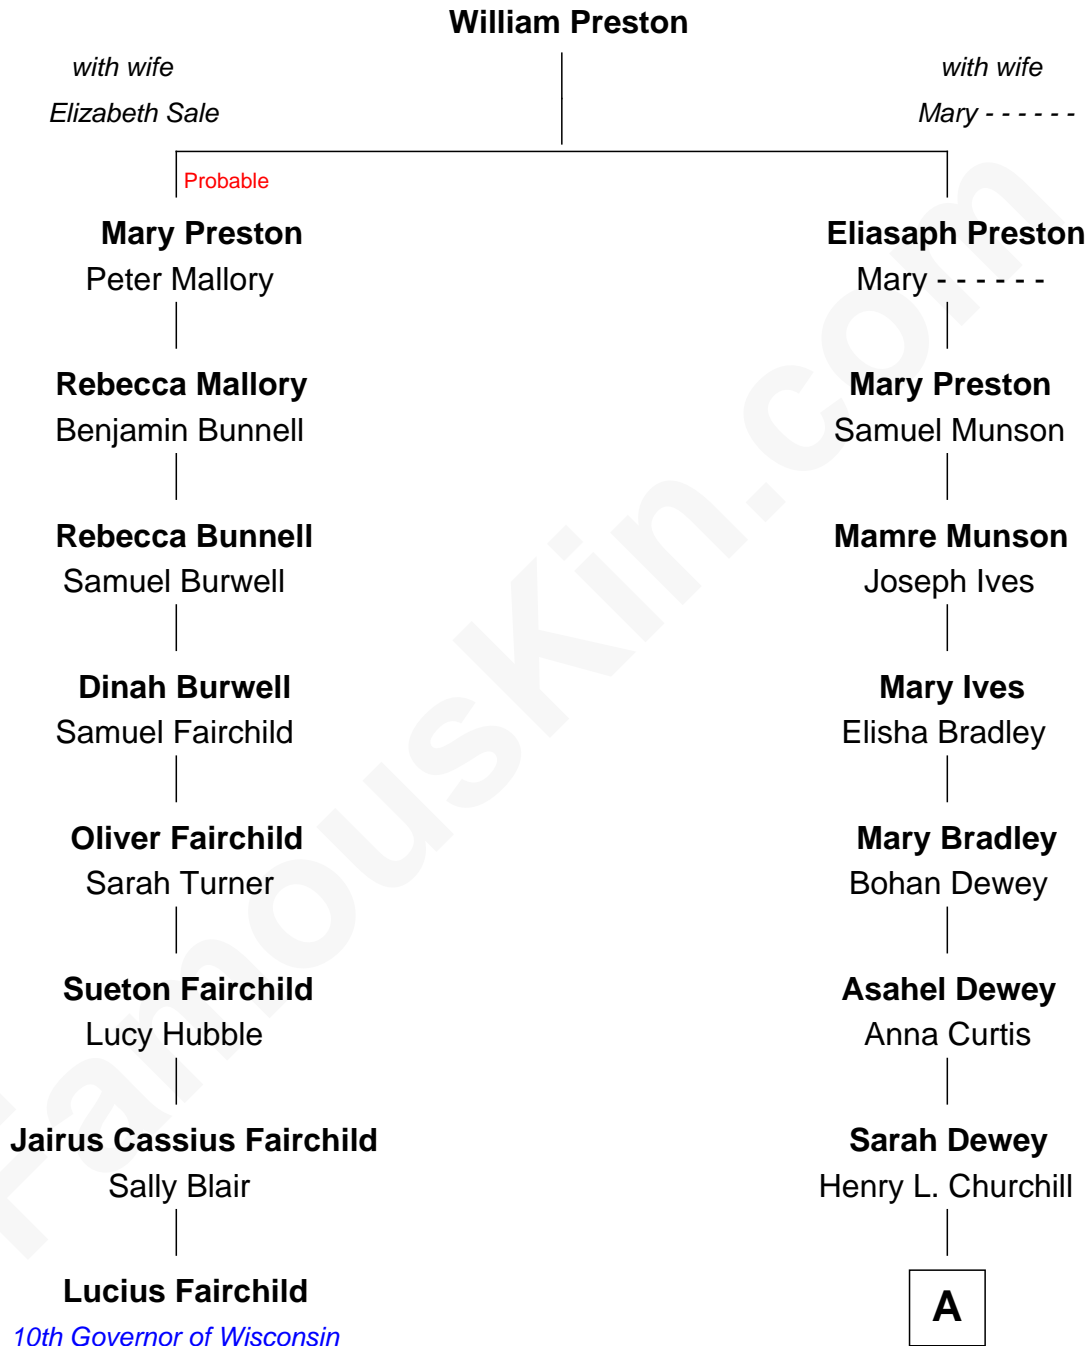 William Preston
with wife
Elizabeth Sale
with wife
Mary - - - - - -
Probable
Mary Preston
Peter Mallory
Eliasaph Preston
Mary - - - - - -
Rebecca Mallory
Benjamin Bunnell
Mary Preston
Samuel Munson
Rebecca Bunnell
Samuel Burwell
Mamre Munson
Joseph Ives
Dinah Burwell
Samuel Fairchild
Mary Ives
Elisha Bradley
Oliver Fairchild
Sarah Turner
Mary Bradley
Bohan Dewey
Sueton Fairchild
Lucy Hubble
Asahel Dewey
Anna Curtis
Jairus Cassius Fairchild
Sally Blair
Sarah Dewey
Henry L. Churchill
Lucius Fairchild
10th Governor of Wisconsin
A
FamousKin.com